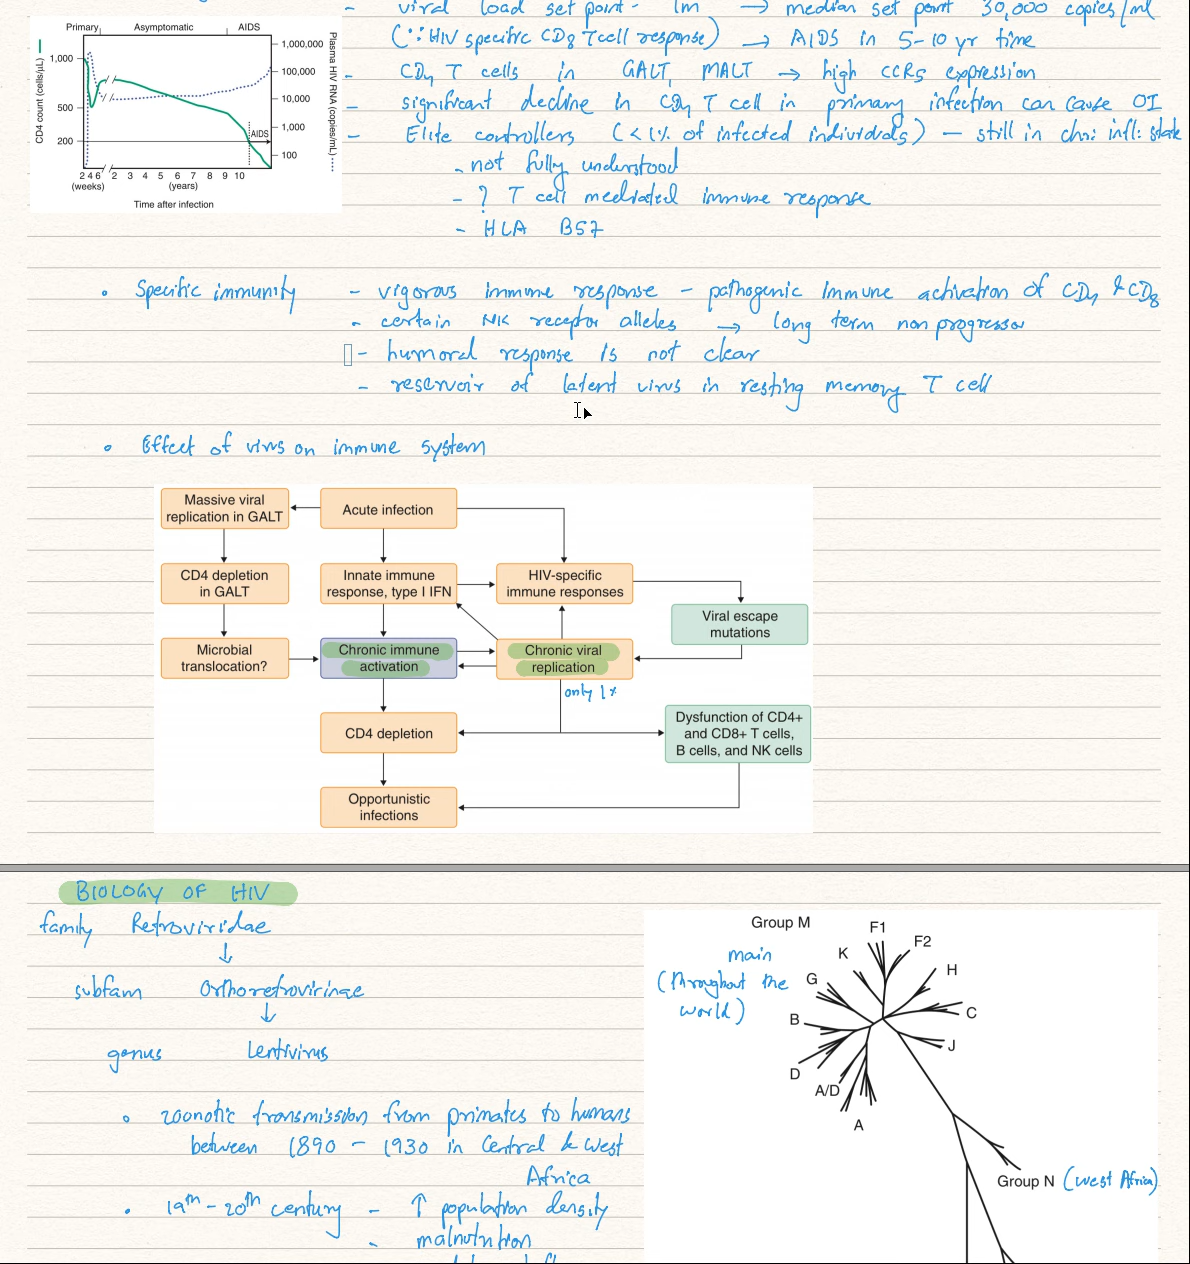 - viral load set point - 1m → median set point 30,000 copies/ml
(∵ HIV specific CD8 T cell response) → AIDS in 5-10 yr time
- CD4 T cells in GALT, MALT → high CCR5 expression
- significant decline in CD4 T cell in primary infection can cause OI
- Elite controllers (<1% of infected individuals) - still in chr: infl: state
- not fully understood
- ? T cell mediated immune response
- HLA B57
Primary Asymptomatic AIDS
CD4 count (cells/μL)
1,000
500
200
1,000,000
100,000
10,000
1,000
100
Plasma HIV RNA (copies/mL)
AIDS
2 4 6 2 3 4 5 6 7 8 9 10
(weeks) (years)
Time after infection
• Specific immunity - vigorous immune response - pathogenic immune activation of CD4 & CD8
- certain NK receptor alleles → long term non progressor
- humoral response is not clear
- reservoir of latent virus in resting memory T cell
• Effect of virus on immune system
Massive viral
replication in GALT
Acute infection
CD4 depletion
in GALT
Innate immune
response, type I IFN
HIV-specific
immune responses
Viral escape
mutations
Microbial
translocation?
Chronic immune
activation
Chronic viral
replication
only 1%
CD4 depletion
Dysfunction of CD4+
and CD8+ T cells,
B cells, and NK cells
Opportunistic
infections
BIOLOGY OF HIV
family Retroviridae
↓
subfam Orthoretrovirinae
↓
genus Lentivirus
• zoonotic transmission from primates to humans
between 1890 - 1930 in Central & West
Africa
• 19th - 20th century - ↑ population density
- malnutrition
Group M
main
(throughout the
world)
F1
F2
K
H
G
C
B
J
D
A/D
A
Group N (West Africa)